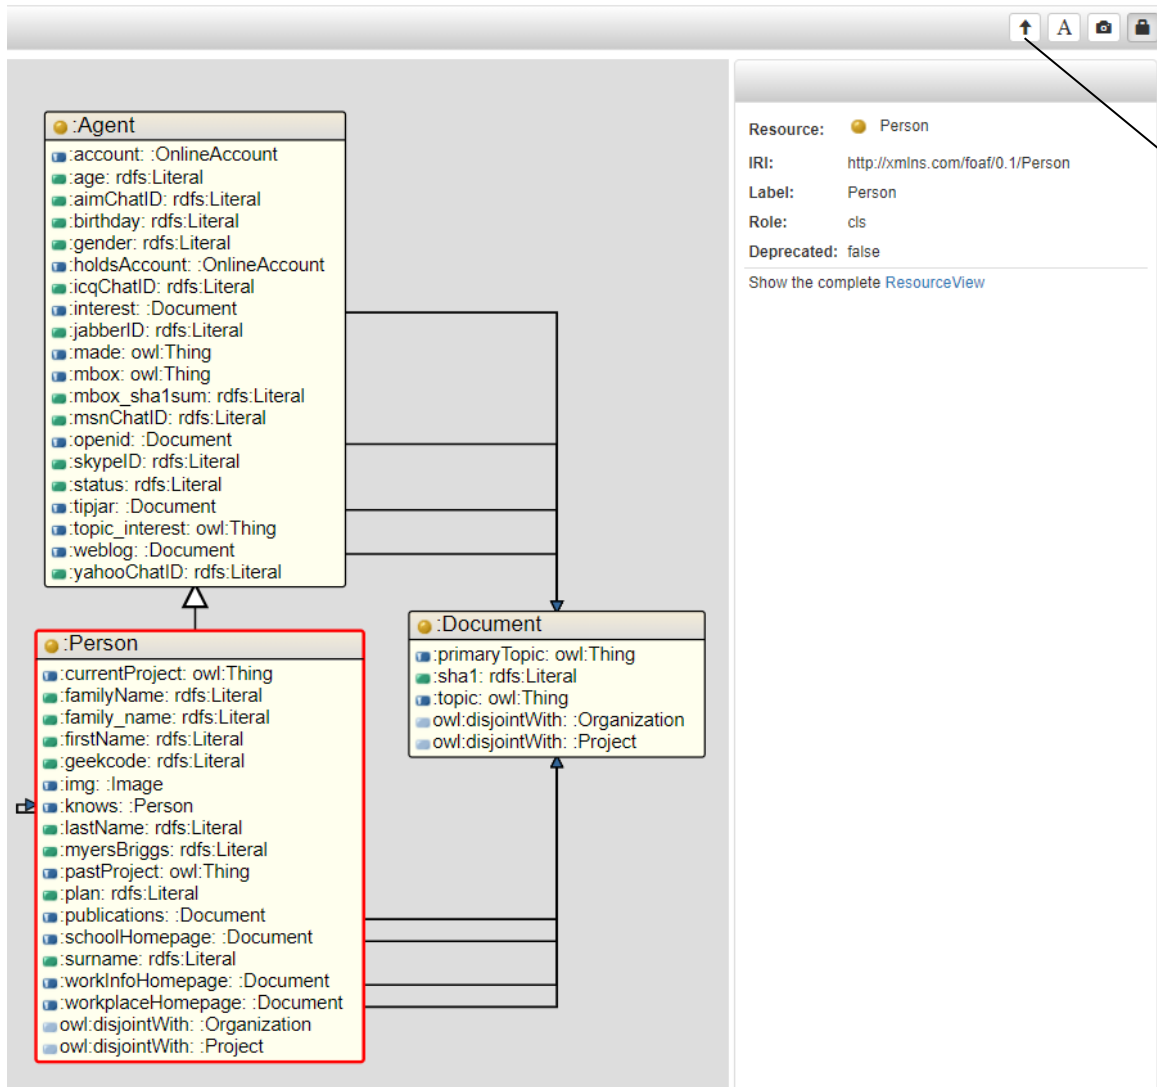 A
:Agent
:account: :OnlineAccount
:age: rdfs:Literal
:aimChatID: rdfs:Literal
:birthday: rdfs:Literal
:gender: rdfs:Literal
:holdsAccount: :OnlineAccount
:icqChatID: rdfs:Literal
:interest: :Document
:jabberID: rdfs:Literal
:made: owl:Thing
:mbox: owl:Thing
:mbox_sha1sum: rdfs:Literal
:msnChatID: rdfs:Literal
:openid: :Document
:skypeID: rdfs:Literal
:status: rdfs:Literal
:tipjar: :Document
:topic_interest: owl:Thing
:weblog: :Document
:yahooChatID: rdfs:Literal
:Person
:currentProject: owl:Thing
:familyName: rdfs:Literal
:family_name: rdfs:Literal
:firstName: rdfs:Literal
:geekcode: rdfs:Literal
:img: :Image
:knows: :Person
:lastName: rdfs:Literal
:myersBriggs: rdfs:Literal
:pastProject: owl:Thing
:plan: rdfs:Literal
:publications: :Document
:schoolHomepage: :Document
:surname: rdfs:Literal
:workInfoHomepage: :Document
:workplaceHomepage: :Document
owl:disjointWith: :Organization
owl:disjointWith: :Project
:Document
:primaryTopic: owl:Thing
:sha1: rdfs:Literal
:topic: owl:Thing
owl:disjointWith: :Organization
owl:disjointWith: :Project
Resource: Person
IRI: http://xmlns.com/foaf/0.1/Person
Label: Person
Role: cls
Deprecated: false
Show the complete ResourceView